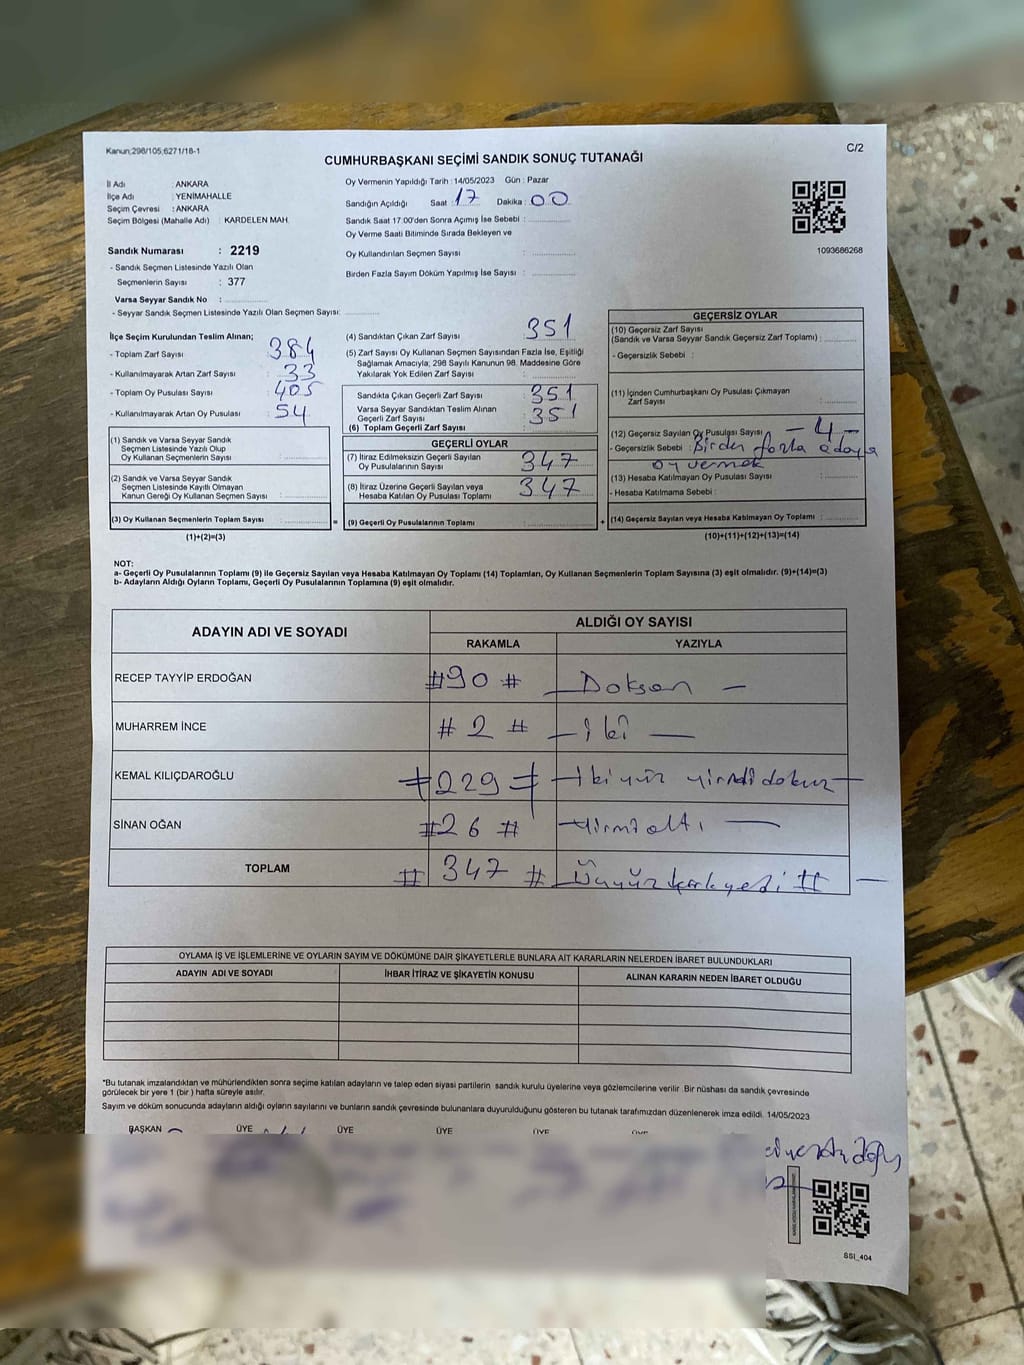 Kanun:298/105;6271/18-1
CUMHURBAŞKANI SEÇİMİ SANDIK SONUÇ TUTANAĞI
C/2
İl Adı : ANKARA
İlçe Adı : YENİMAHALLE
Seçim Çevresi : ANKARA
Seçim Bölgesi (Mahalle Adı) : KARDELEN MAH.
Oy Vermenin Yapıldığı Tarih : 14/05/2023 Gün : Pazar
Sandığın Açıldığı Saat : 17 Dakika : 00
Sandık Saat 17:00'den Sonra Açımış İse Sebebi :
Oy Verme Saati Bitiminde Sırada Bekleyen ve
Oy Kullandırılan Seçmen Sayısı :
Birden Fazla Sayım Döküm Yapılmış İse Sayısı :
1093686268
Sandık Numarası : 2219
- Sandık Seçmen Listesinde Yazılı Olan
Seçmenlerin Sayısı : 377
Varsa Seyyar Sandık No :
- Seyyar Sandık Seçmen Listesinde Yazılı Olan Seçmen Sayısı:
İlçe Seçim Kurulundan Teslim Alınan;
- Toplam Zarf Sayısı : 384
- Kullanılmayarak Artan Zarf Sayısı : 33
- Toplam Oy Pusulası Sayısı : 405
- Kullanılmayarak Artan Oy Pusulası : 54
(1) Sandık ve Varsa Seyyar Sandık
Seçmen Listesinde Yazılı Olup
Oy Kullanan Seçmenlerin Sayısı :
(2) Sandık ve Varsa Seyyar Sandık
Seçmen Listesinde Kayıtlı Olmayan
Kanun Gereği Oy Kullanan Seçmen Sayısı :
(3) Oy Kullanan Seçmenlerin Toplam Sayısı :
(1)+(2)=(3)
(4) Sandıktan Çıkan Zarf Sayısı : 351
(5) Zarf Sayısı Oy Kullanan Seçmen Sayısından Fazla İse, Eşitliği
Sağlamak Amacıyla; 298 Sayılı Kanunun 98. Maddesine Göre
Yakılarak Yok Edilen Zarf Sayısı :
Sandıkta Çıkan Geçerli Zarf Sayısı : 351
Varsa Seyyar Sandıktan Teslim Alınan
Geçerli Zarf Sayısı : 351
(6) Toplam Geçerli Zarf Sayısı :
GEÇERLİ OYLAR
(7) İtiraz Edilmeksizin Geçerli Sayılan
Oy Pusulalarının Sayısı : 347
(8) İtiraz Üzerine Geçerli Sayılan veya
Hesaba Katılan Oy Pusulası Toplamı : 347
= (9) Geçerli Oy Pusulalarının Toplamı : +
GEÇERSİZ OYLAR
(10) Geçersiz Zarf Sayısı
(Sandık ve Varsa Seyyar Sandık Geçersiz Zarf Toplamı) :
- Geçersizlik Sebebi :
(11) İçinden Cumhurbaşkanı Oy Pusulası Çıkmayan
Zarf Sayısı :
(12) Geçersiz Sayılan Oy Pusulası Sayısı : - 4 -
- Geçersizlik Sebebi : Birden fazla adaya
oy vermek
(13) Hesaba Katılmayan Oy Pusulası Sayısı :
- Hesaba Katılmama Sebebi :
(14) Geçersiz Sayılan veya Hesaba Katılmayan Oy Toplamı :
(10)+(11)+(12)+(13)=(14)
NOT:
a- Geçerli Oy Pusulalarının Toplamı (9) ile Geçersiz Sayılan veya Hesaba Katılmayan Oy Toplamı (14) Toplamları, Oy Kullanan Seçmenlerin Toplam Sayısına (3) eşit olmalıdır. (9)+(14)=(3)
b- Adayların Aldığı Oyların Toplamı, Geçerli Oy Pusulalarının Toplamına (9) eşit olmalıdır.
ADAYIN ADI VE SOYADI
ALDIĞI OY SAYISI
RAKAMLA YAZIYLA
RECEP TAYYİP ERDOĞAN #90# - Doksan -
MUHARREM İNCE #2# - iki -
KEMAL KILIÇDAROĞLU #229# - ikiyüz yirmidokuz -
SİNAN OĞAN #26# - Yirmialtı -
TOPLAM #347# - Üçyüzkırkyedi # -
OYLAMA İŞ VE İŞLEMLERİNE VE OYLARIN SAYIM VE DÖKÜMÜNE DAİR ŞİKAYETLERLE BUNLARA AİT KARARLARIN NELERDEN İBARET BULUNDUKLARI
ADAYIN ADI VE SOYADI İHBAR İTİRAZ VE ŞİKAYETİN KONUSU ALINAN KARARIN NEDEN İBARET OLDUĞU
*Bu tutanak imzalandıktan ve mühürlendikten sonra seçime katılan adayların ve talep eden siyasi partilerin sandık kurulu üyelerine veya gözlemcilerine verilir. Bir nüshası da sandık çevresinde
görülecek bir yere 1 (bir) hafta süreyle asılır.
Sayım ve döküm sonucunda adayların aldığı oyların sayılarını ve bunların sandık çevresinde bulunanlara duyurulduğunu gösteren bu tutanak tarafımızdan düzenlenerek imza edildi. 14/05/2023
BAŞKAN ÜYE ÜYE ÜYE ÜYE ÜYE
SSI_404